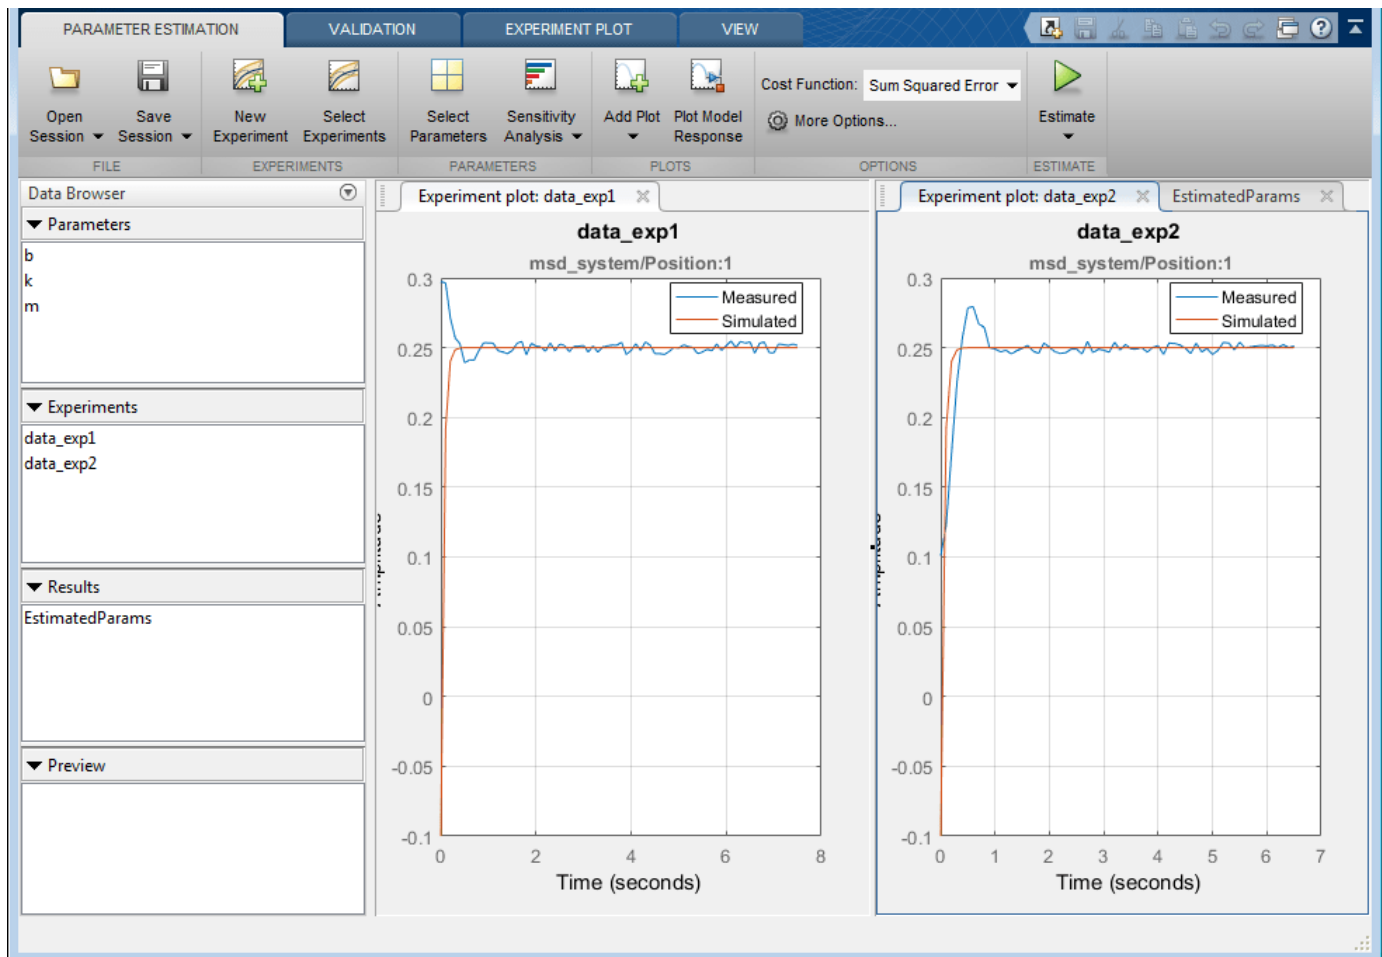 PARAMETER ESTIMATION VALIDATION EXPERIMENT PLOT VIEW
Open Session Save Session New Experiment Select Experiments Select Parameters Sensitivity Analysis Add Plot Plot Model Response Cost Function: Sum Squared Error Estimate
More Options...
FILE EXPERIMENTS PARAMETERS PLOTS OPTIONS ESTIMATE
Data Browser
Parameters
b
k
m
Experiments
data_exp1
data_exp2
Results
EstimatedParams
Preview
Experiment plot: data_exp1
data_exp1
msd_system/Position:1
Measured
Simulated
0.3
0.25
0.2
0.15
0.1
0.05
0
-0.05
-0.1
0 2 4 6 8
Time (seconds)
Experiment plot: data_exp2 EstimatedParams
data_exp2
msd_system/Position:1
Measured
Simulated
0.3
0.25
0.2
0.15
0.1
0.05
0
-0.05
-0.1
0 1 2 3 4 5 6 7
Time (seconds)